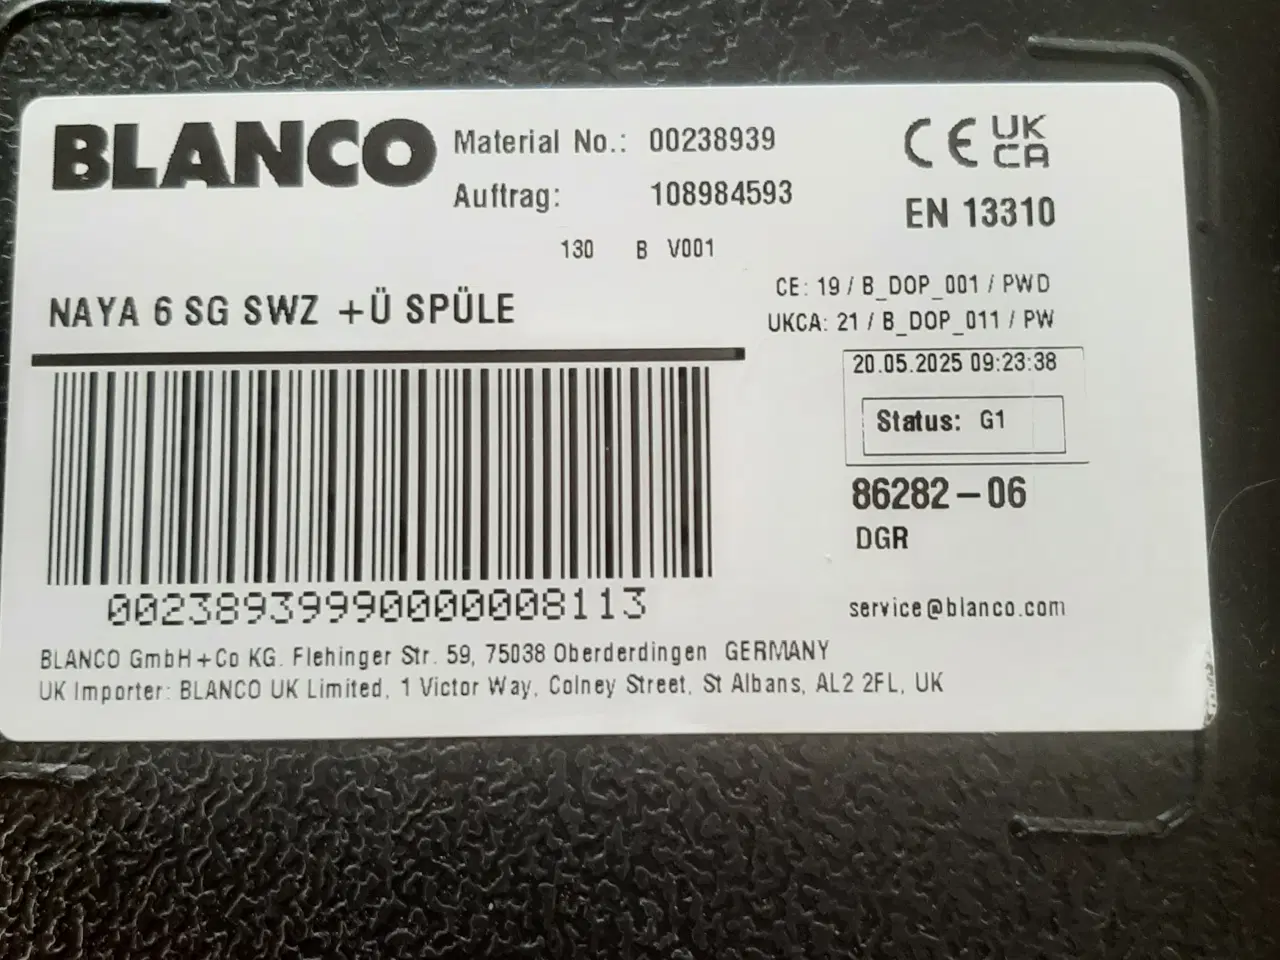 BLANCO
Material No.: 00238939
Auftrag: 108984593
130 B V001
CE UK CA
EN 13310
NAYA 6 SG SWZ +Ü SPÜLE
CE: 19 / B_DOP_001 / PWD
UKCA: 21 / B_DOP_011 / PW
20.05.2025 09:23:38
Status: G1
86282-06
DGR
00238939990000008113
service@blanco.com
BLANCO GmbH+Co KG. Flehinger Str. 59, 75038 Oberderdingen GERMANY
UK Importer: BLANCO UK Limited, 1 Victor Way, Colney Street, St Albans, AL2 2FL, UK